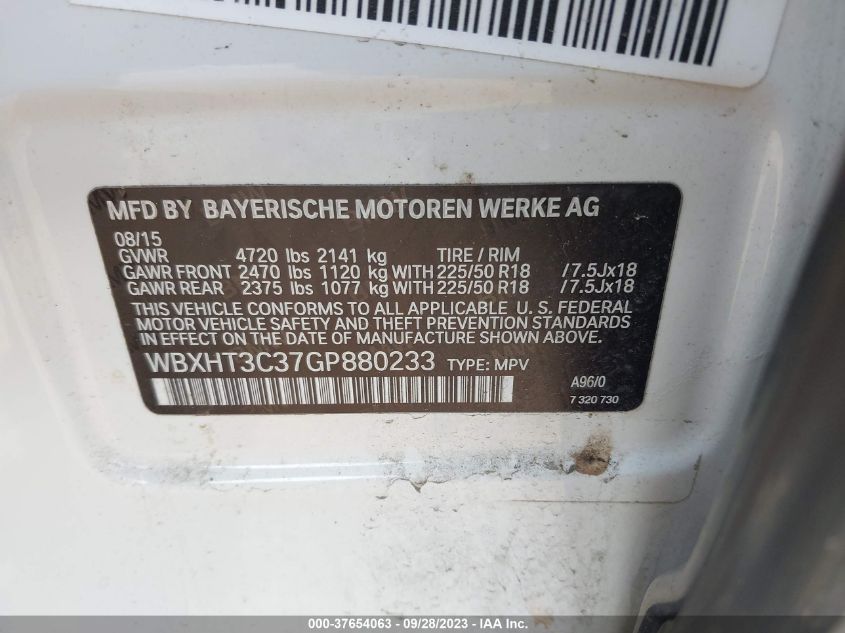 MFD BY BAYERISCHE MOTOREN WERKE AG
08/15
GVWR 4720 lbs 2141 kg TIRE / RIM
GAWR FRONT 2470 lbs 1120 kg WITH 225/50 R18 /7.5Jx18
GAWR REAR 2375 lbs 1077 kg WITH 225/50 R18 /7.5Jx18
THIS VEHICLE CONFORMS TO ALL APPLICABLE U. S. FEDERAL
MOTOR VEHICLE SAFETY AND THEFT PREVENTION STANDARDS
IN EFFECT ON THE DATE OF MANUFACTURE SHOWN ABOVE.
WBXHT3C37GP880233 TYPE: MPV
A96/0
7 320 730
000-37654063 - 09/28/2023 - IAA Inc.